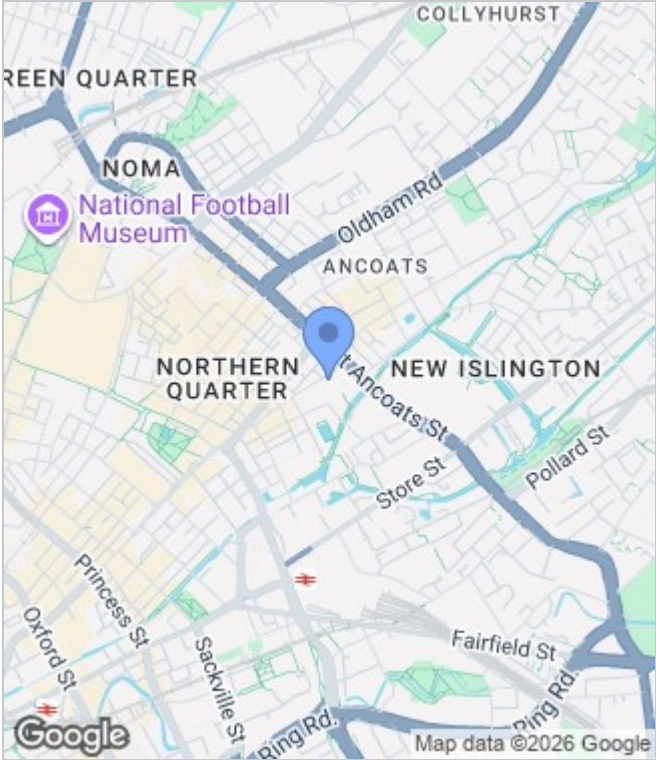 COLLYHURST
REEN QUARTER
NOMA
National Football
Museum
Oldham Rd
ANCOATS
NORTHERN
QUARTER
NEW ISLINGTON
t Ancoats St
Pollard St
Store St
Princess St
Oxford St
Sackville St
Fairfield St
Ring Rd.
Ring Rd.
Google
Map data ©2026 Google